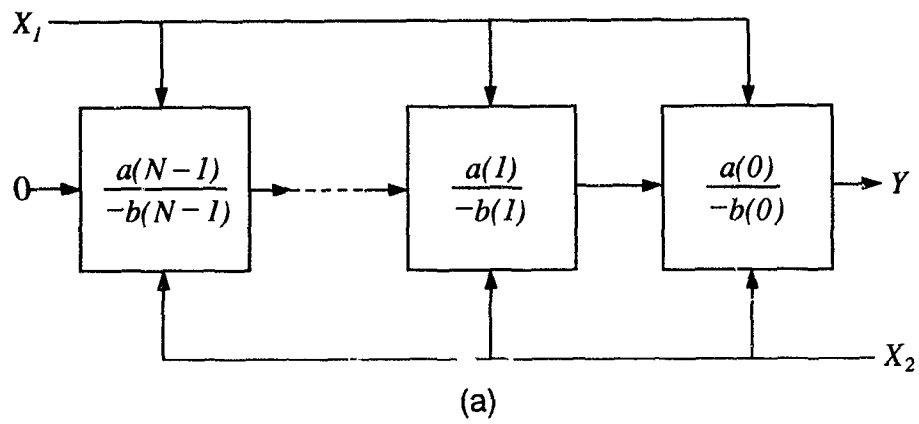 X₁
0
a(N-1)
-b(N-1)
a(1)
-b(1)
a(0)
-b(0)
Y
X₂
(a)